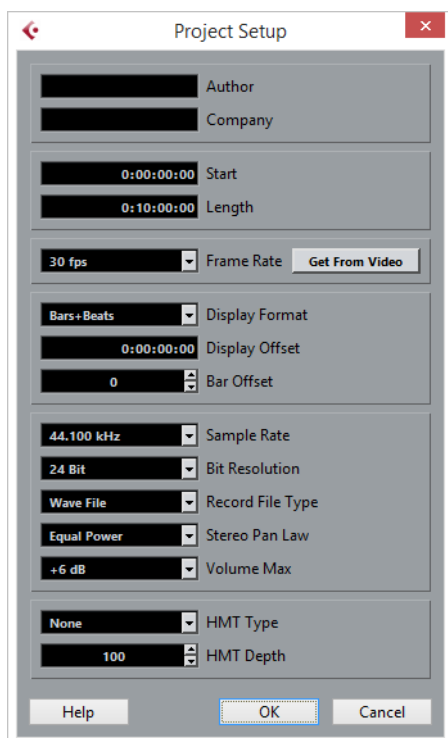 Project Setup
Author
Company
0:00:00:00 Start
0:10:00:00 Length
30 fps Frame Rate Get From Video
Bars+Beats Display Format
0:00:00:00 Display Offset
0 Bar Offset
44.100 kHz Sample Rate
24 Bit Bit Resolution
Wave File Record File Type
Equal Power Stereo Pan Law
+6 dB Volume Max
None HMT Type
100 HMT Depth
Help OK Cancel